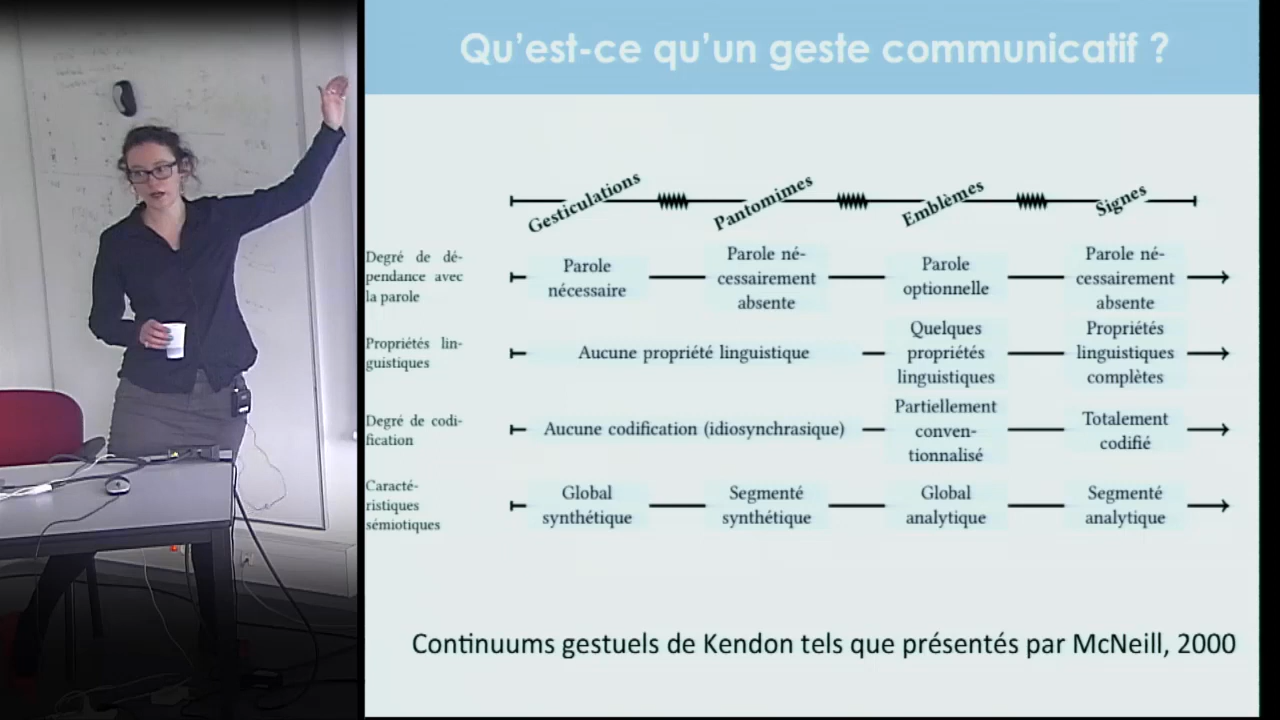 Qu'est-ce qu'un geste communicatif ?
Gesticulations Pantomimes Emblèmes Signes
Degré de dé-
pendance avec
la parole
Parole
nécessaire
Parole né-
cessairement
absente
Parole
optionnelle
Parole né-
cessairement
absente
Propriétés lin-
guistiques
Aucune propriété linguistique
Quelques
propriétés
linguistiques
Propriétés
linguistiques
complètes
Degré de codi-
fication
Aucune codification (idiosynchrasique)
Partiellement
conven-
tionnalisé
Totalement
codifié
Caracté-
ristiques
sémiotiques
Global
synthétique
Segmenté
synthétique
Global
analytique
Segmenté
analytique
Continuums gestuels de Kendon tels que présentés par McNeill, 2000